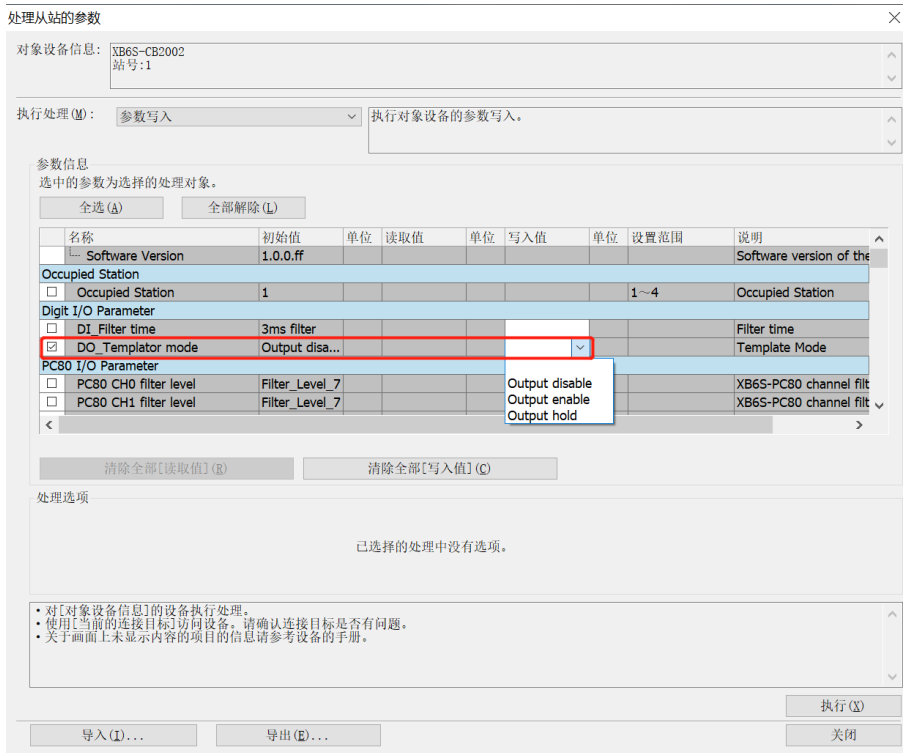 处理从站的参数
对象设备信息:
XB6S-CB2002
站号:1
执行处理(M):
参数写入
执行对象设备的参数写入。
参数信息
选中的参数为选择的处理对象。
全选(A) 全部解除(L)
名称 初始值 单位 读取值 单位 写入值 单位 设置范围 说明
Software Version 1.0.0.ff Software version of the
Occupied Station
Occupied Station 1 1~4 Occupied Station
Digit I/O Parameter
DI_Filter time 3ms filter Filter time
DO_Templator mode Output disa... Template Mode
PC80 I/O Parameter
PC80 CH0 filter level Filter_Level_7 XB6S-PC80 channel filt
PC80 CH1 filter level Filter_Level_7 XB6S-PC80 channel filt
Output disable
Output enable
Output hold
清除全部[读取值](R) 清除全部[写入值](C)
处理选项
已选择的处理中没有选项。
・对[对象设备信息]的设备执行处理。
・使用[当前的连接目标]访问设备。请确认连接目标是否有问题。
・关于画面上未显示内容的项目的信息请参考设备的手册。
执行(X)
导入(I)... 导出(E)... 关闭